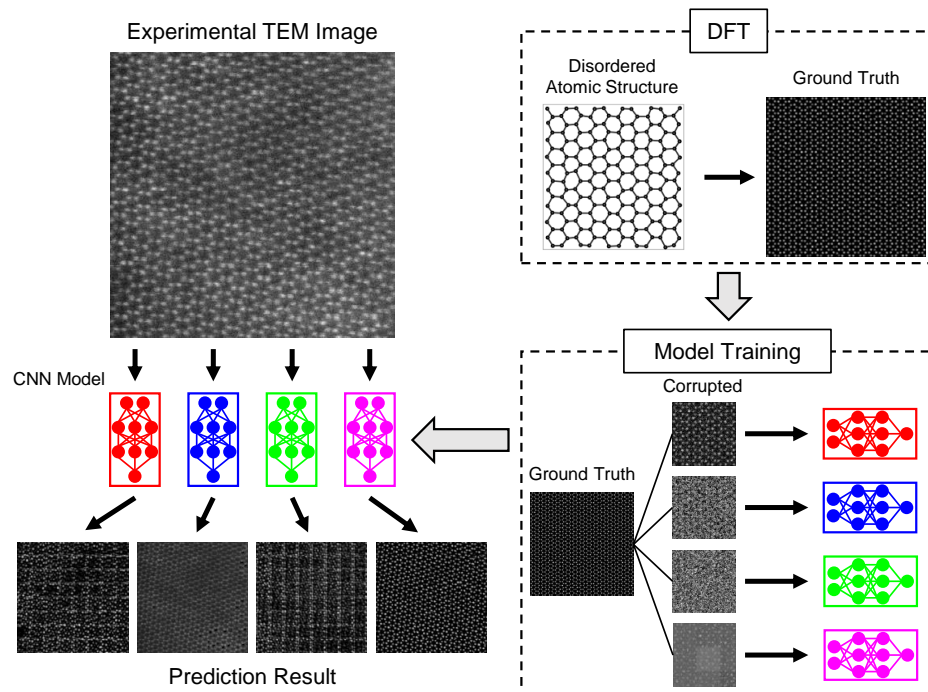 Experimental TEM Image
DFT
Disordered
Atomic Structure
Ground Truth
Model Training
CNN Model
Corrupted
Ground Truth
Prediction Result